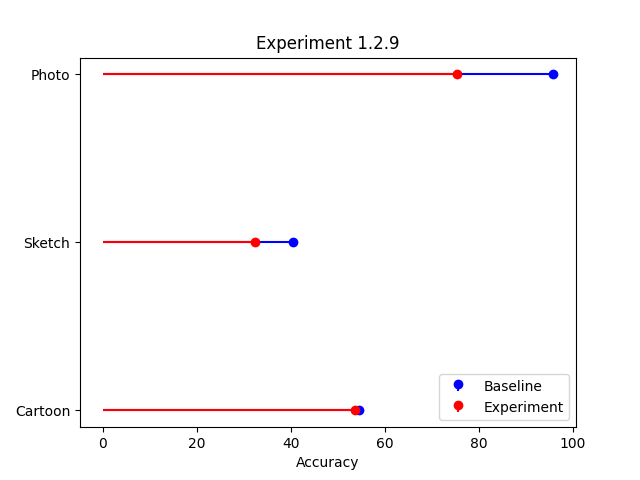 Experiment 1.2.9
Photo
Sketch
Cartoon
Baseline
Experiment
0 20 40 60 80 100
Accuracy